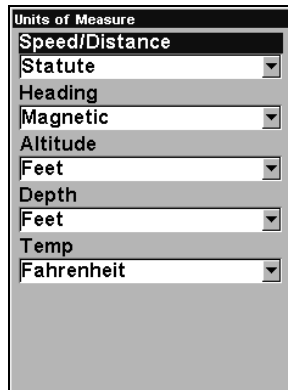 Units of Measure
Speed/Distance
Statute
Heading
Magnetic
Altitude
Feet
Depth
Feet
Temp
Fahrenheit